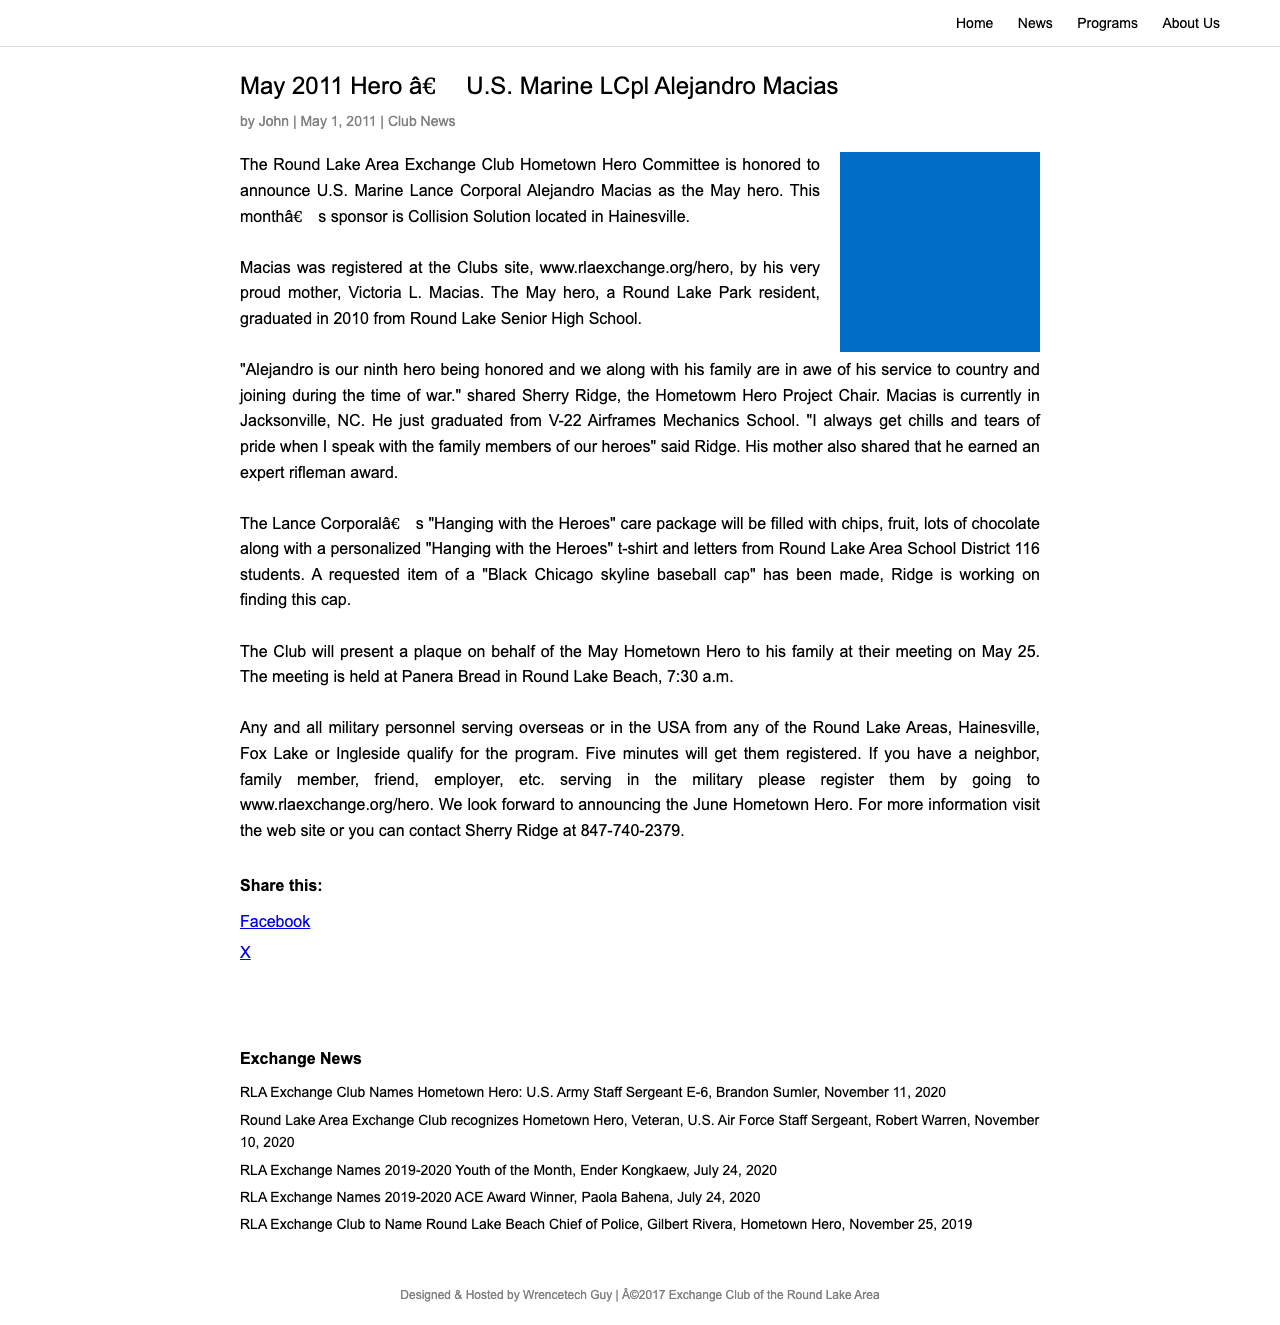 Home News Programs About Us
May 2011 Hero â€ U.S. Marine LCpl Alejandro Macias
by John | May 1, 2011 | Club News
The Round Lake Area Exchange Club Hometown Hero Committee is honored to
announce U.S. Marine Lance Corporal Alejandro Macias as the May hero. This
monthâ€ s sponsor is Collision Solution located in Hainesville.
Macias was registered at the Clubs site, www.rlaexchange.org/hero, by his very
proud mother, Victoria L. Macias. The May hero, a Round Lake Park resident,
graduated in 2010 from Round Lake Senior High School.
"Alejandro is our ninth hero being honored and we along with his family are in awe of his service to country and
joining during the time of war." shared Sherry Ridge, the Hometowm Hero Project Chair. Macias is currently in
Jacksonville, NC. He just graduated from V-22 Airframes Mechanics School. "I always get chills and tears of
pride when I speak with the family members of our heroes" said Ridge. His mother also shared that he earned an
expert rifleman award.
The Lance Corporalâ€ s "Hanging with the Heroes" care package will be filled with chips, fruit, lots of chocolate
along with a personalized "Hanging with the Heroes" t-shirt and letters from Round Lake Area School District 116
students. A requested item of a "Black Chicago skyline baseball cap" has been made, Ridge is working on
finding this cap.
The Club will present a plaque on behalf of the May Hometown Hero to his family at their meeting on May 25.
The meeting is held at Panera Bread in Round Lake Beach, 7:30 a.m.
Any and all military personnel serving overseas or in the USA from any of the Round Lake Areas, Hainesville,
Fox Lake or Ingleside qualify for the program. Five minutes will get them registered. If you have a neighbor,
family member, friend, employer, etc. serving in the military please register them by going to
www.rlaexchange.org/hero. We look forward to announcing the June Hometown Hero. For more information visit
the web site or you can contact Sherry Ridge at 847-740-2379.
Share this:
Facebook
X
Exchange News
RLA Exchange Club Names Hometown Hero: U.S. Army Staff Sergeant E-6, Brandon Sumler, November 11, 2020
Round Lake Area Exchange Club recognizes Hometown Hero, Veteran, U.S. Air Force Staff Sergeant, Robert Warren, November
10, 2020
RLA Exchange Names 2019-2020 Youth of the Month, Ender Kongkaew, July 24, 2020
RLA Exchange Names 2019-2020 ACE Award Winner, Paola Bahena, July 24, 2020
RLA Exchange Club to Name Round Lake Beach Chief of Police, Gilbert Rivera, Hometown Hero, November 25, 2019
Designed & Hosted by Wrencetech Guy | Â©2017 Exchange Club of the Round Lake Area